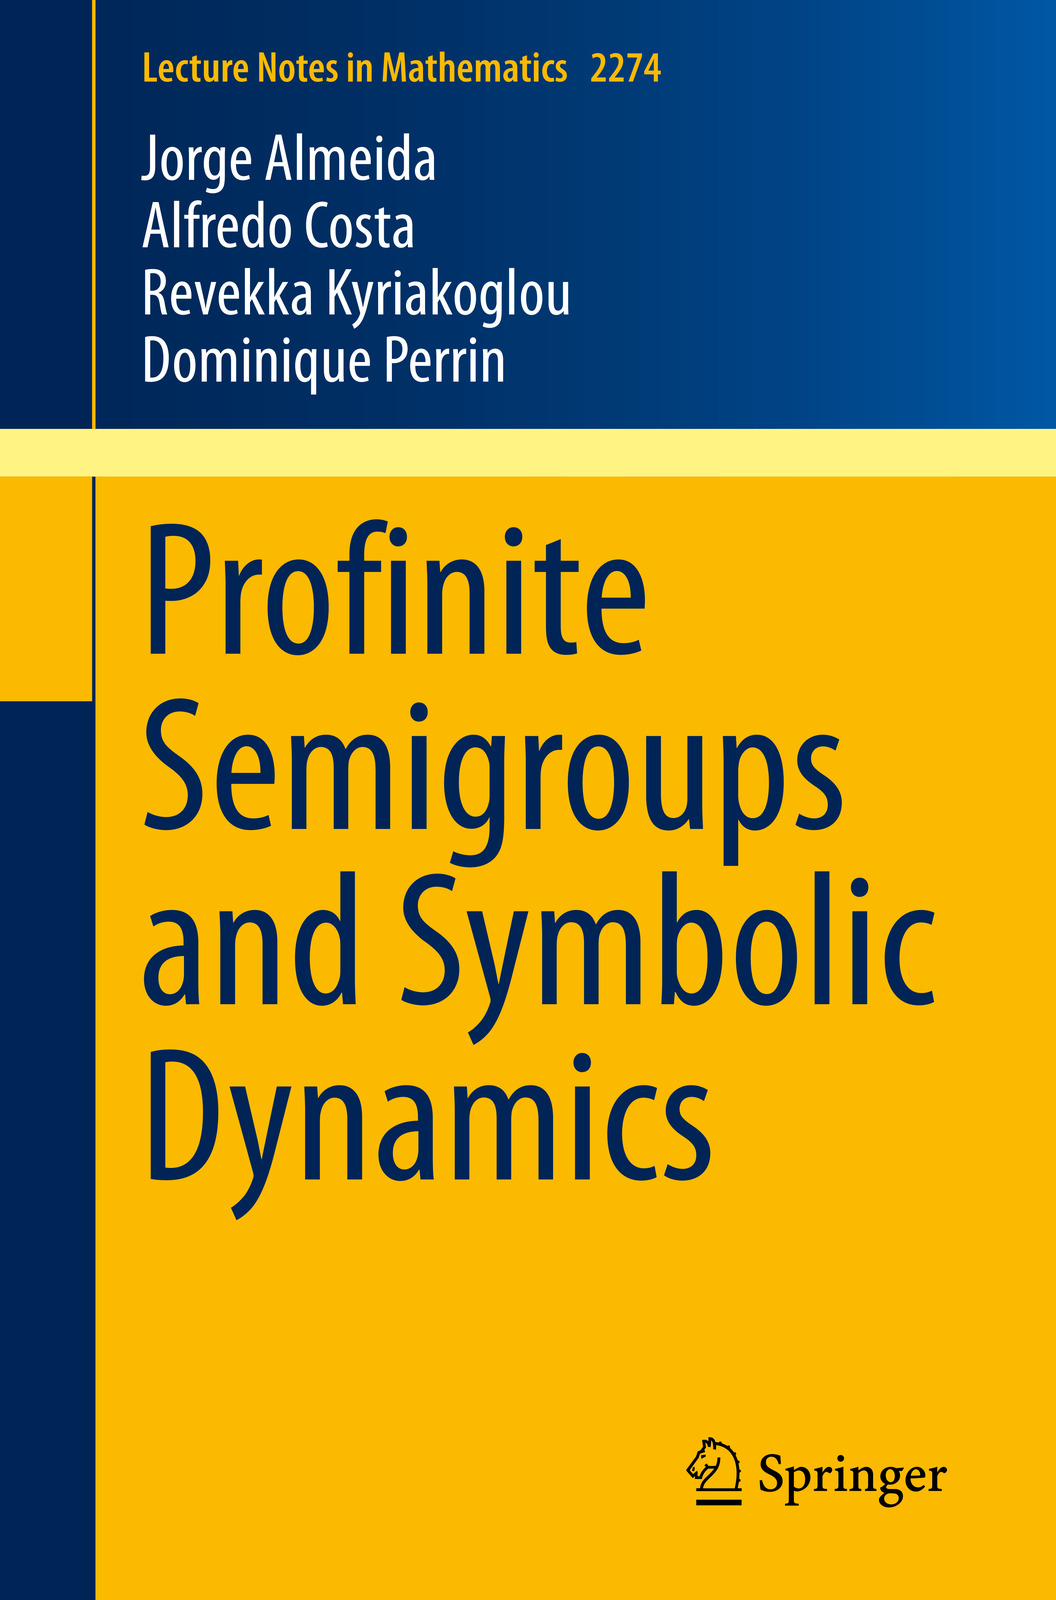 Lecture Notes in Mathematics 2274
Jorge Almeida
Alfredo Costa
Revekka Kyriakoglou
Dominique Perrin
Profinite
Semigroups
and Symbolic
Dynamics
Springer